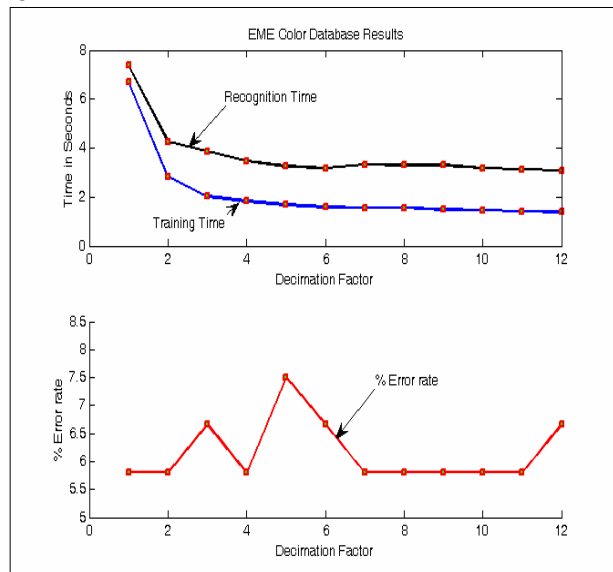 EME Color Database Results
8
6
4
2
0
Time in Seconds
Recognition Time
Training Time
0 2 4 6 8 10 12
Decimation Factor
8.5
8
7.5
7
6.5
6
5.5
5
% Error rate
% Error rate
0 2 4 6 8 10 12
Decimation Factor